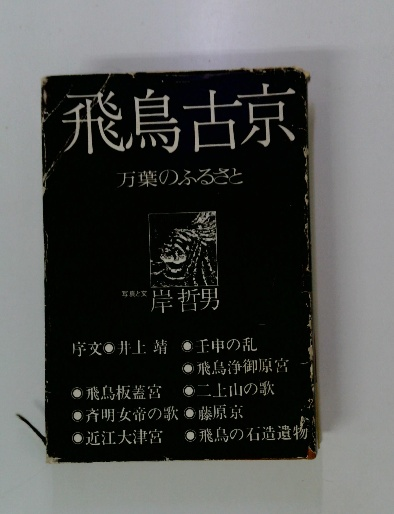 飛鳥古京
万葉のふるさと
写真と文 岸哲男
序文◉井上 靖 ◉壬申の乱
◉飛鳥浄御原宮
◉飛鳥板蓋宮 ◉二上山の歌
◉斉明女帝の歌 ◉藤原京
◉近江大津宮 ◉飛鳥の石造遺物